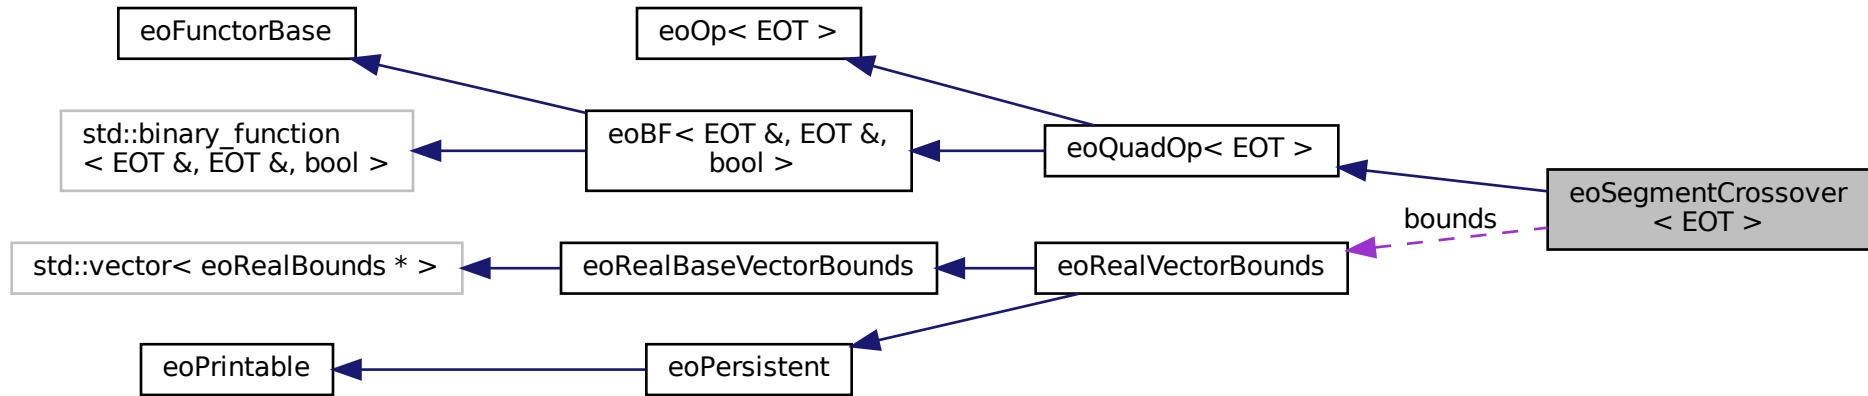 eoFunctorBase
eoOp< EOT >
std::binary_function
< EOT &, EOT &, bool >
eoBF< EOT &, EOT &,
bool >
eoQuadOp< EOT >
eoSegmentCrossover
< EOT >
bounds
std::vector< eoRealBounds * >
eoRealBaseVectorBounds
eoRealVectorBounds
eoPrintable
eoPersistent